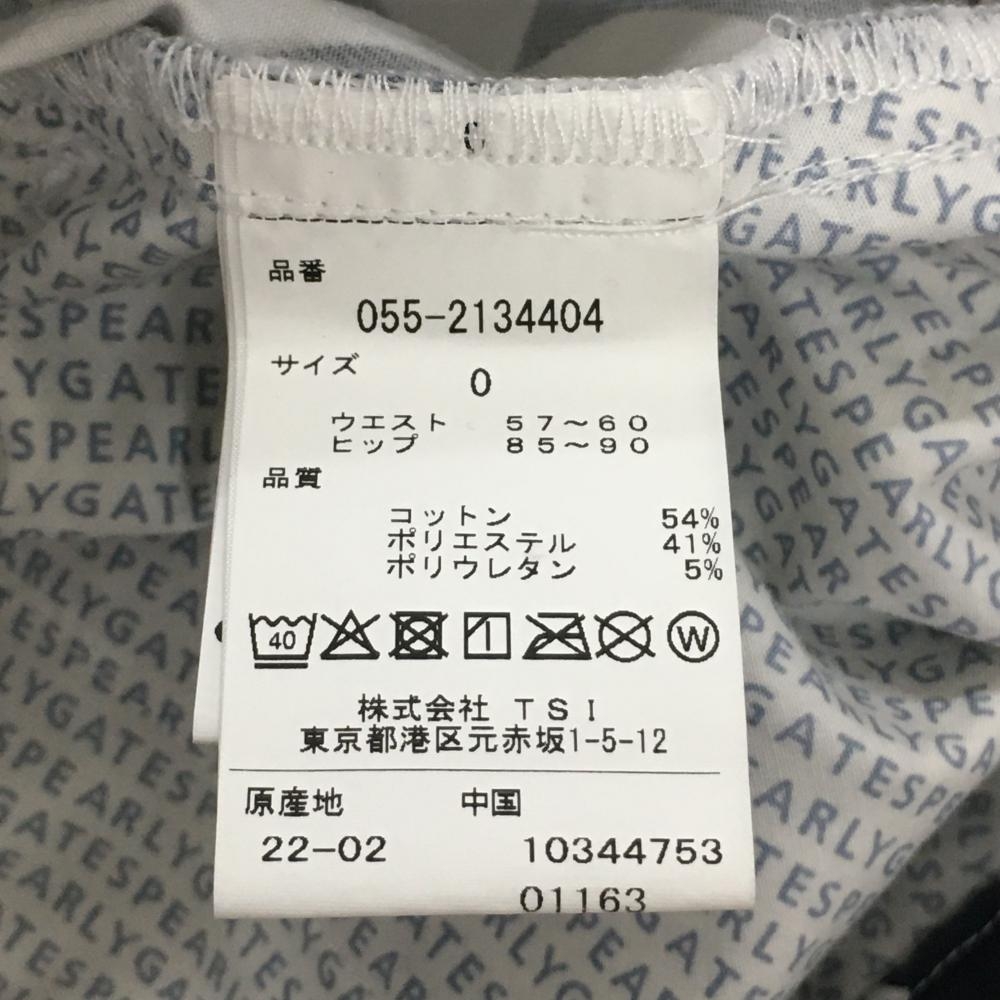 品番
055-2134404
サイズ
0
ウエスト 57～60
ヒップ 85～90
品質
コットン 54%
ポリエステル 41%
ポリウレタン 5%
40 W
株式会社 TSI
東京都港区元赤坂1-5-12
原産地 中国
22-02 10344753
01163
PEARLYGATES